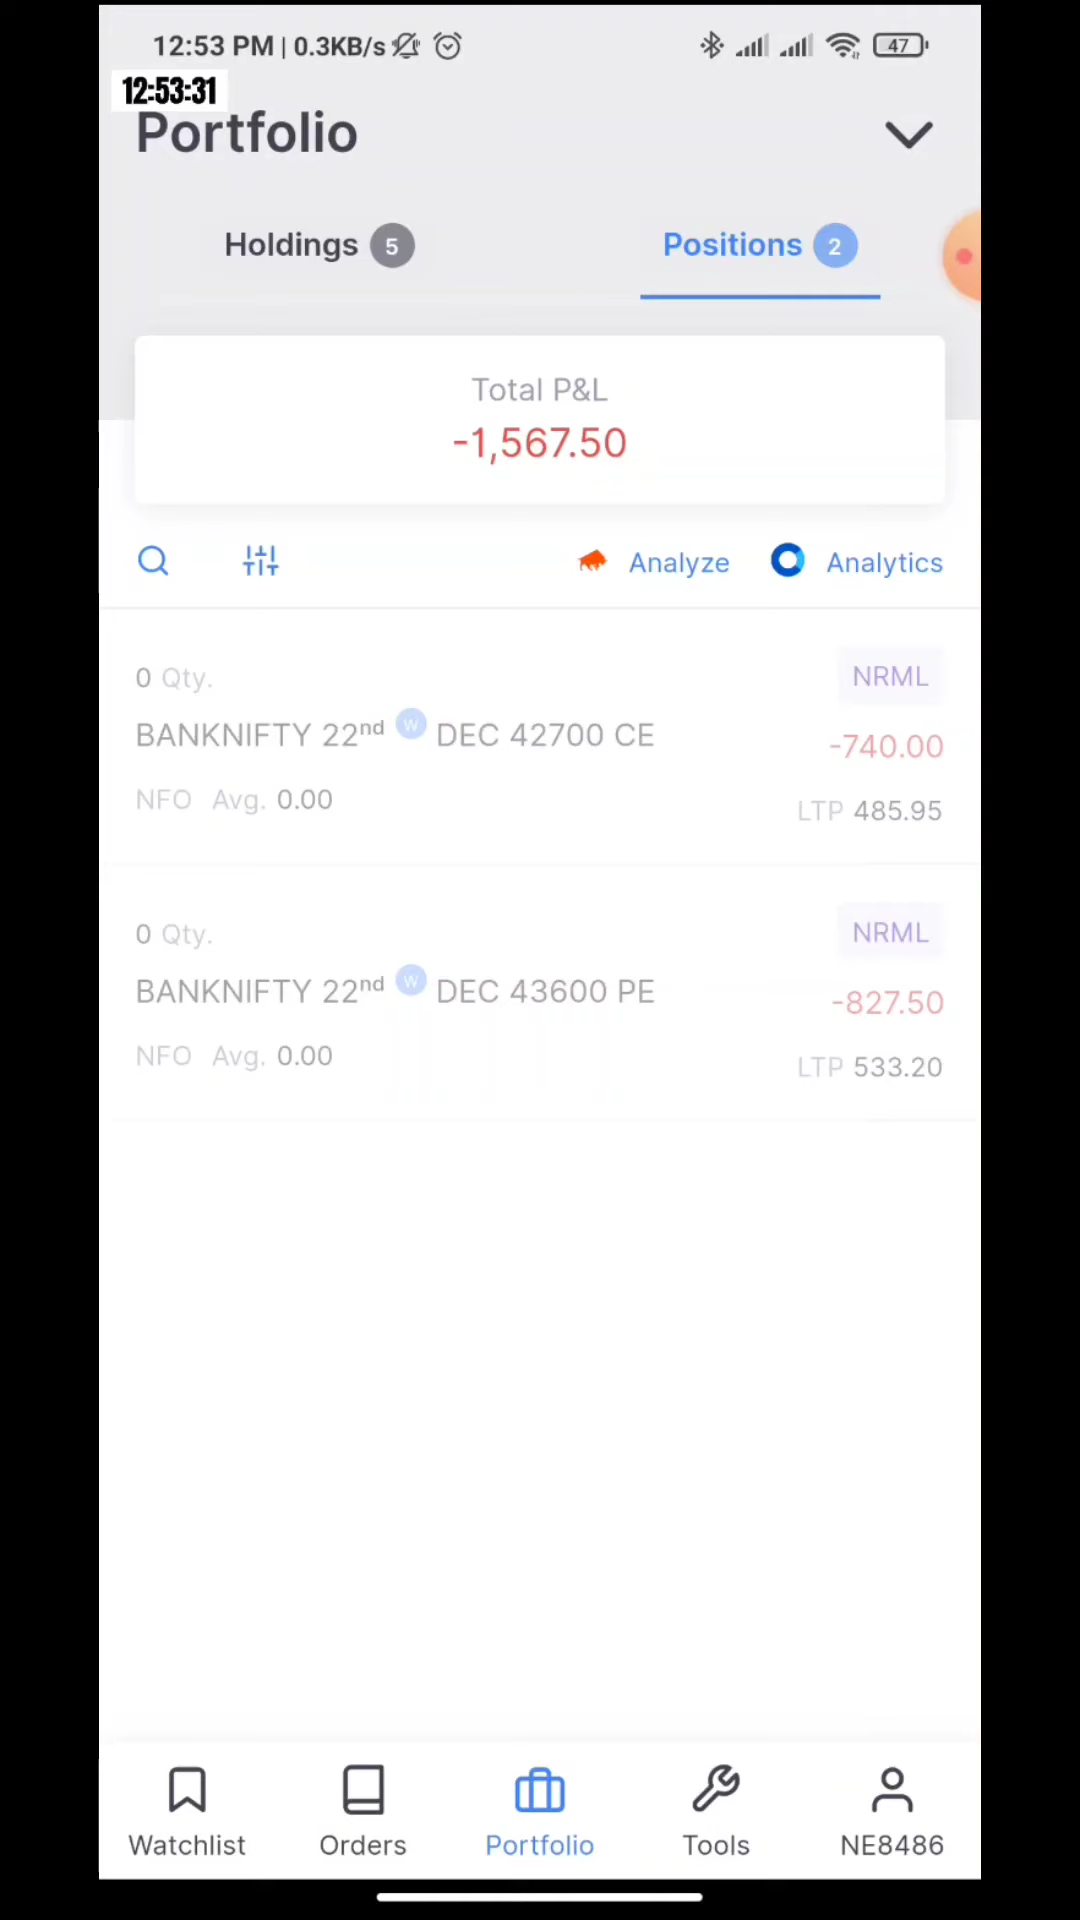 12:53 PM | 0.3KB/s 47
12:53:31
Portfolio
Holdings 5 Positions 2
Total P&L
-1,567.50
Analyze Analytics
0 Qty. NRML
BANKNIFTY 22nd W DEC 42700 CE -740.00
NFO Avg. 0.00 LTP 485.95
0 Qty. NRML
BANKNIFTY 22nd W DEC 43600 PE -827.50
NFO Avg. 0.00 LTP 533.20
Watchlist Orders Portfolio Tools NE8486